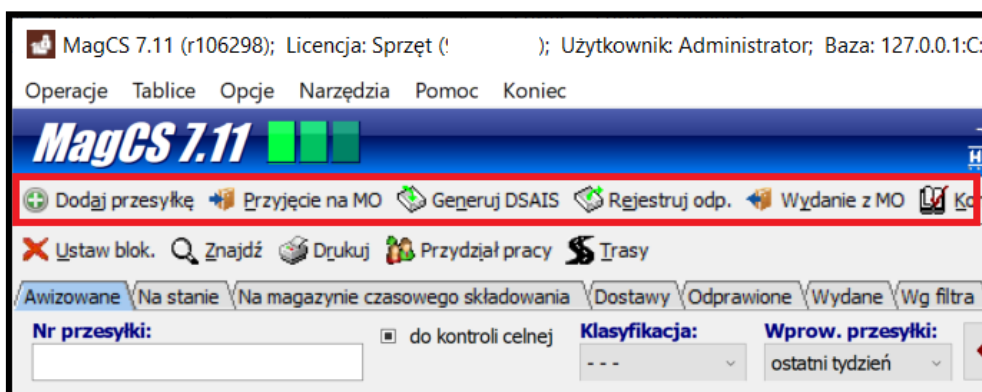 MagCS 7.11 (r106298); Licencja: Sprzęt (9 ); Użytkownik: Administrator; Baza: 127.0.0.1:C:
Operacje Tablice Opcje Narzędzia Pomoc Koniec
MagCS 7.11
Dodaj przesyłkę Przyjęcie na MO Generuj DSAIS Rejestruj odp. Wydanie z MO
Ustaw blok. Znajdź Drukuj Przydział pracy Trasy
Awizowane Na stanie Na magazynie czasowego składowania Dostawy Odprawione Wydane Wg filtra
Nr przesyłki: do kontroli celnej Klasyfikacja: Wprow. przesyłki:
- - - ostatni tydzień